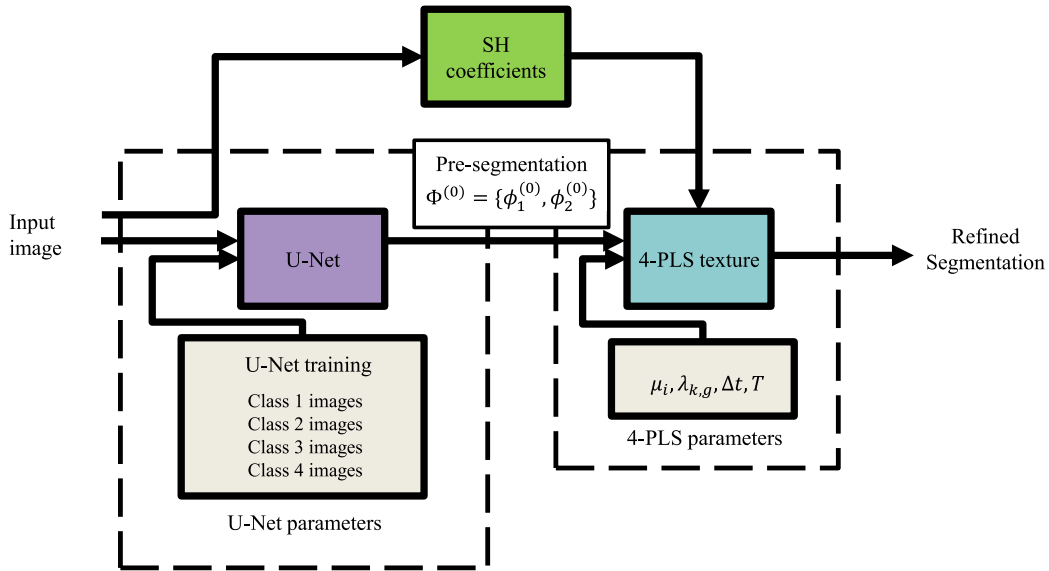 SH
coefficients
Pre-segmentation
Φ^{(0)} = {ϕ_1^{(0)}, ϕ_2^{(0)}}
Input
image
U-Net
4-PLS texture
Refined
Segmentation
U-Net training
Class 1 images
Class 2 images
Class 3 images
Class 4 images
U-Net parameters
μ_i, λ_{k,g}, Δt, T
4-PLS parameters